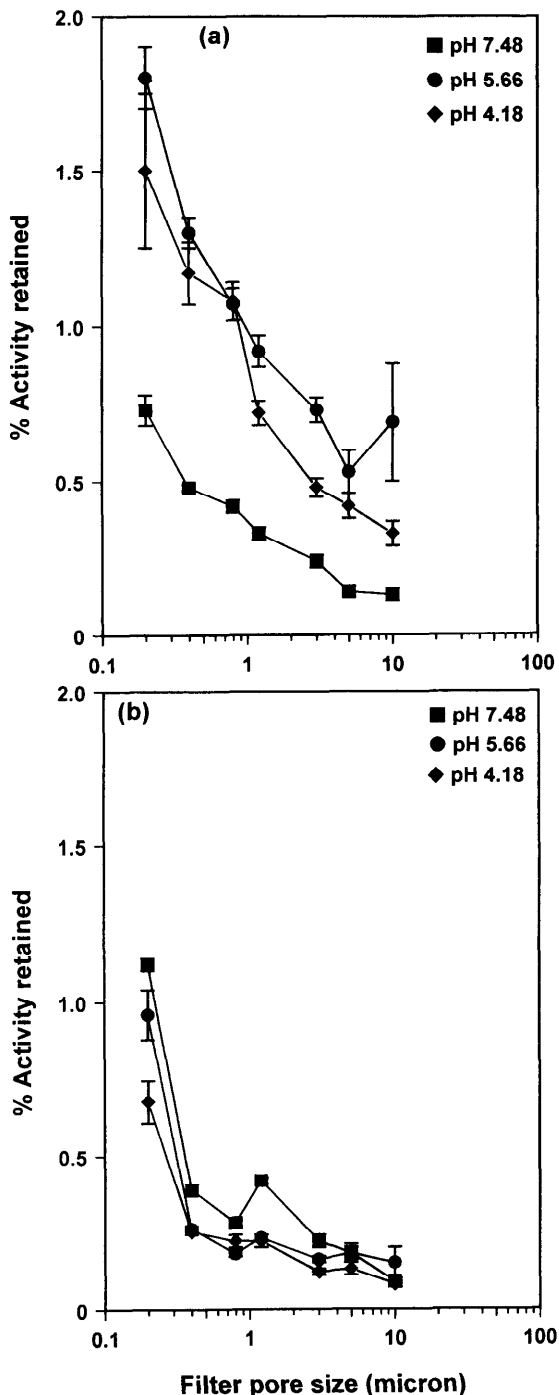 2.0
(a)
pH 7.48
pH 5.66
pH 4.18
1.5
1.0
0.5
0
% Activity retained
0.1
1
10
100
2.0
(b)
pH 7.48
pH 5.66
pH 4.18
1.5
1.0
0.5
0
% Activity retained
0.1
1
10
100
Filter pore size (micron)